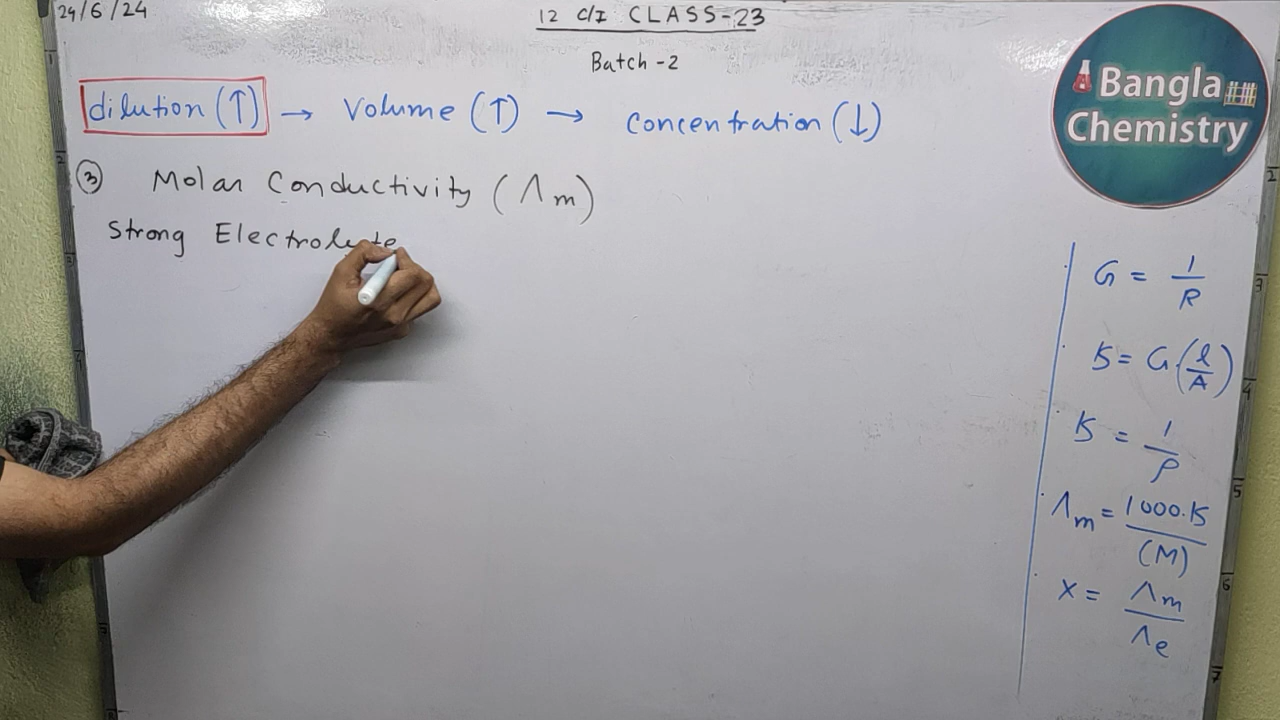 24/6/24
12 C/I CLASS-23
Batch-2
Bangla
Chemistry
dilution (↑) → Volume (↑) → Concentration (↓)
③ Molar Conductivity (Λm)
Strong Electrolyte
G = 1/R
K = G.(l/A)
K = 1/ρ
Λm = 1000.K/(M)
x = Λm/Λe